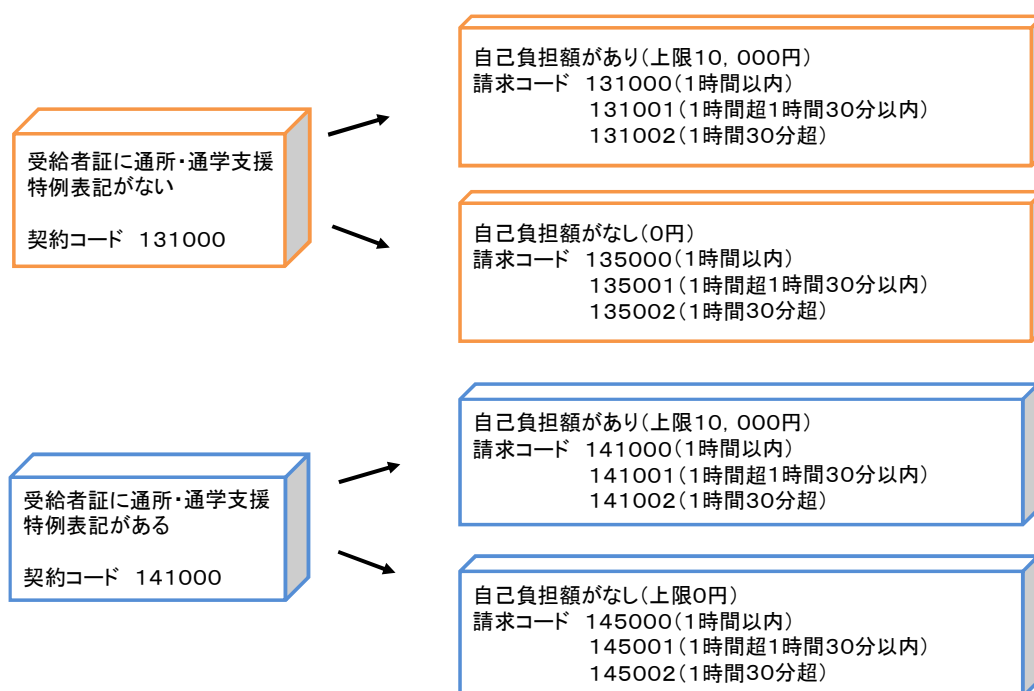 受給者証に通所・通学支援
特例表記がない
契約コード　131000
自己負担額があり(上限10，000円)
請求コード　131000(1時間以内)
131001(1時間超1時間30分以内)
131002(1時間30分超)
自己負担額がなし(0円)
請求コード　135000(1時間以内)
135001(1時間超1時間30分以内)
135002(1時間30分超)
受給者証に通所・通学支援
特例表記がある
契約コード　141000
自己負担額があり(上限10，000円)
請求コード　141000(1時間以内)
141001(1時間超1時間30分以内)
141002(1時間30分超)
自己負担額がなし(上限0円)
請求コード　145000(1時間以内)
145001(1時間超1時間30分以内)
145002(1時間30分超)